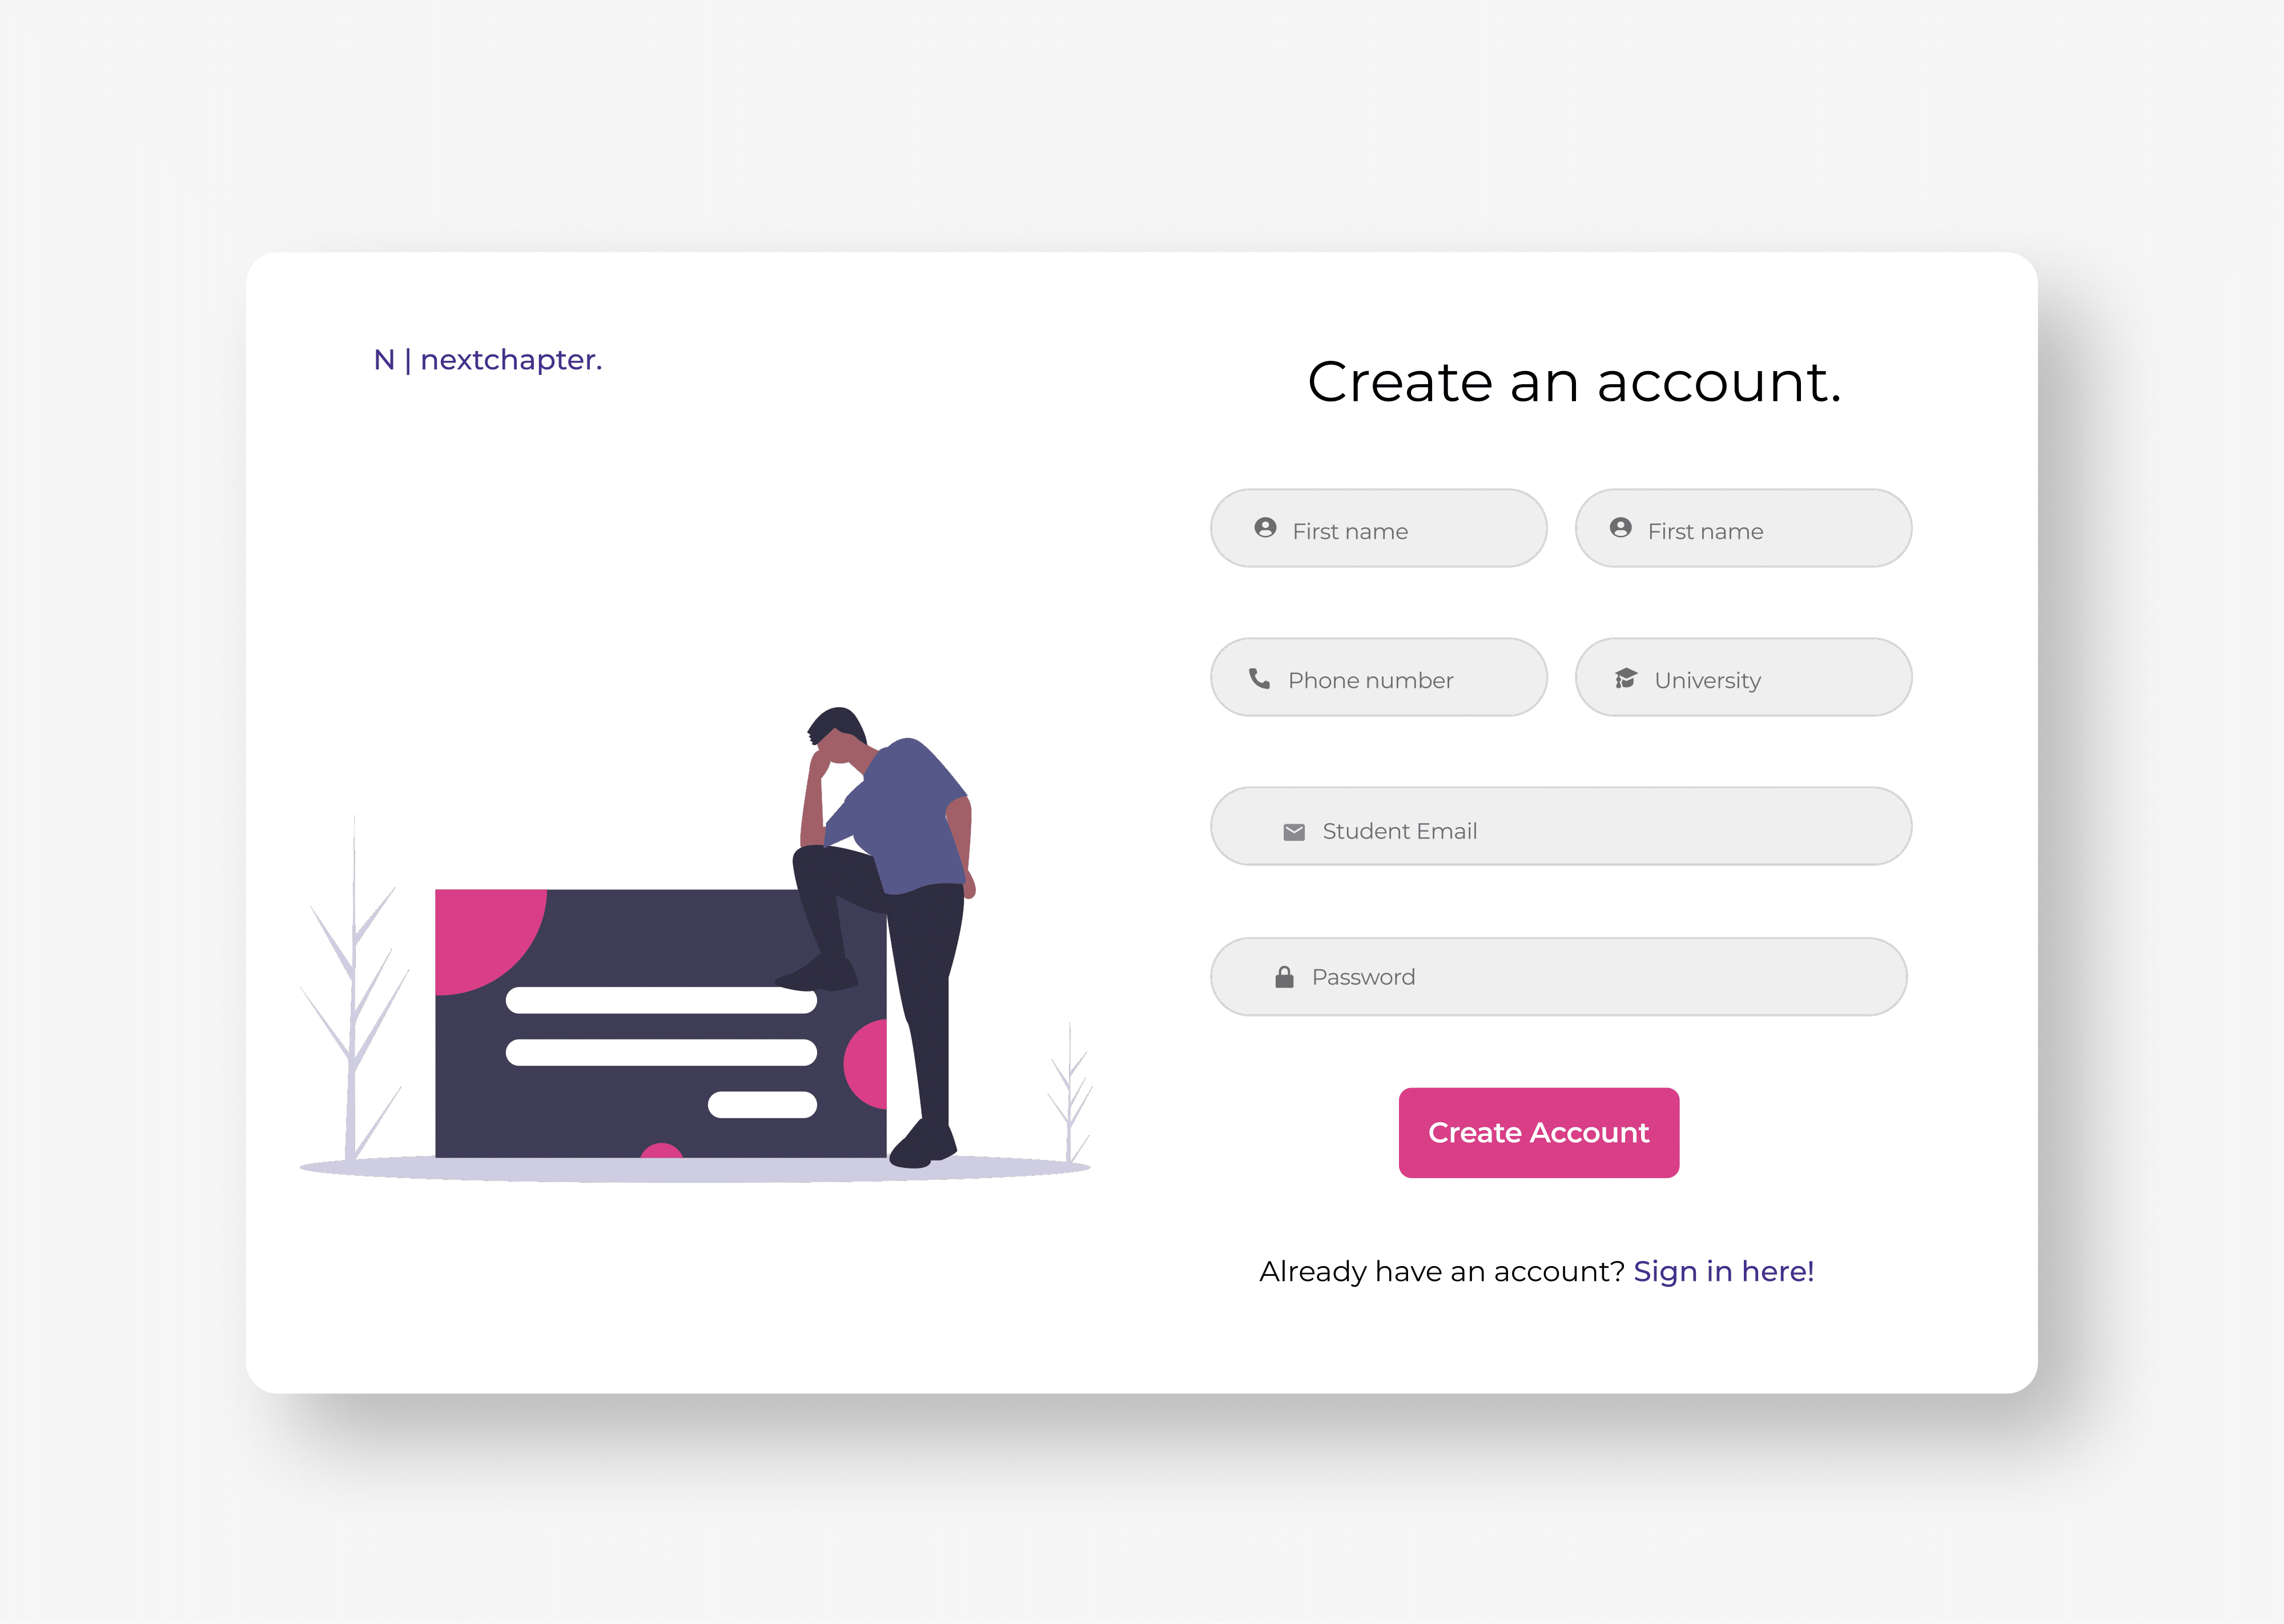 N | nextchapter.
Create an account.
First name
First name
Phone number
University
Student Email
Password
Create Account
Already have an account? Sign in here!